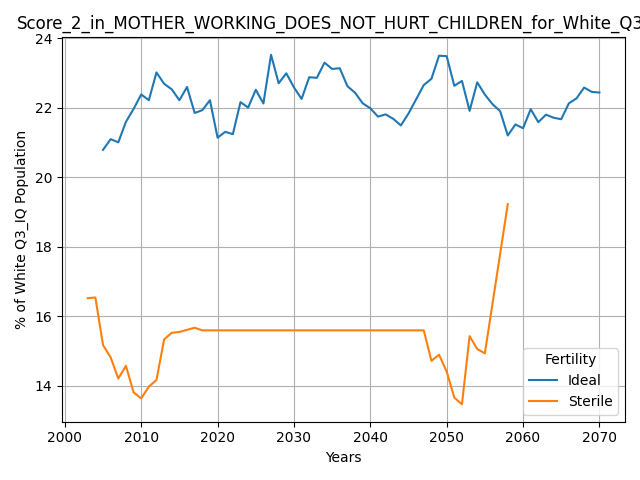 Score_2_in_MOTHER_WORKING_DOES_NOT_HURT_CHILDREN_for_White_Q3
24
22
20
18
16
14
% of White Q3_IQ Population
2000
2010
2020
2030
2040
2050
2060
2070
Years
Fertility
Ideal
Sterile